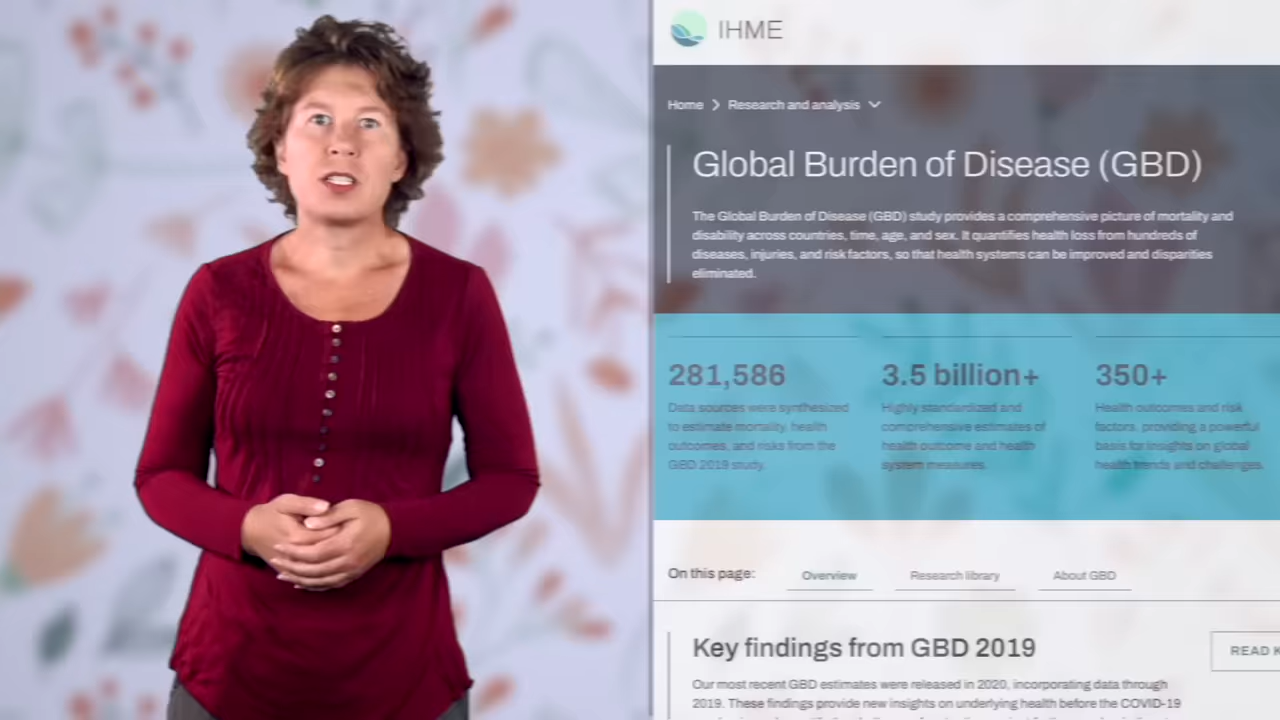 IHME
Home
Research and analysis
Global Burden of Disease (GBD)
The Global Burden of Disease (GBD) study provides a comprehensive picture of mortality and
disability across countries, time, age, and sex. It quantifies health loss from hundreds of
diseases, injuries, and risk factors, so that health systems can be improved and disparities
eliminated.
281,586
Data sources were synthesized
to estimate mortality, health
outcomes, and risks from the
GBD 2019 study.
3.5 billion+
Highly standardized and
comprehensive estimates of
health outcome and health
system measures.
350+
Health outcomes and risk
factors, providing a powerful
basis for insights on global
health trends and challenges.
On this page:
Overview
Research library
About GBD
Key findings from GBD 2019
READ
Our most recent GBD estimates were released in 2020, incorporating data through
2019. These findings provide new insights on underlying health before the COVID-19